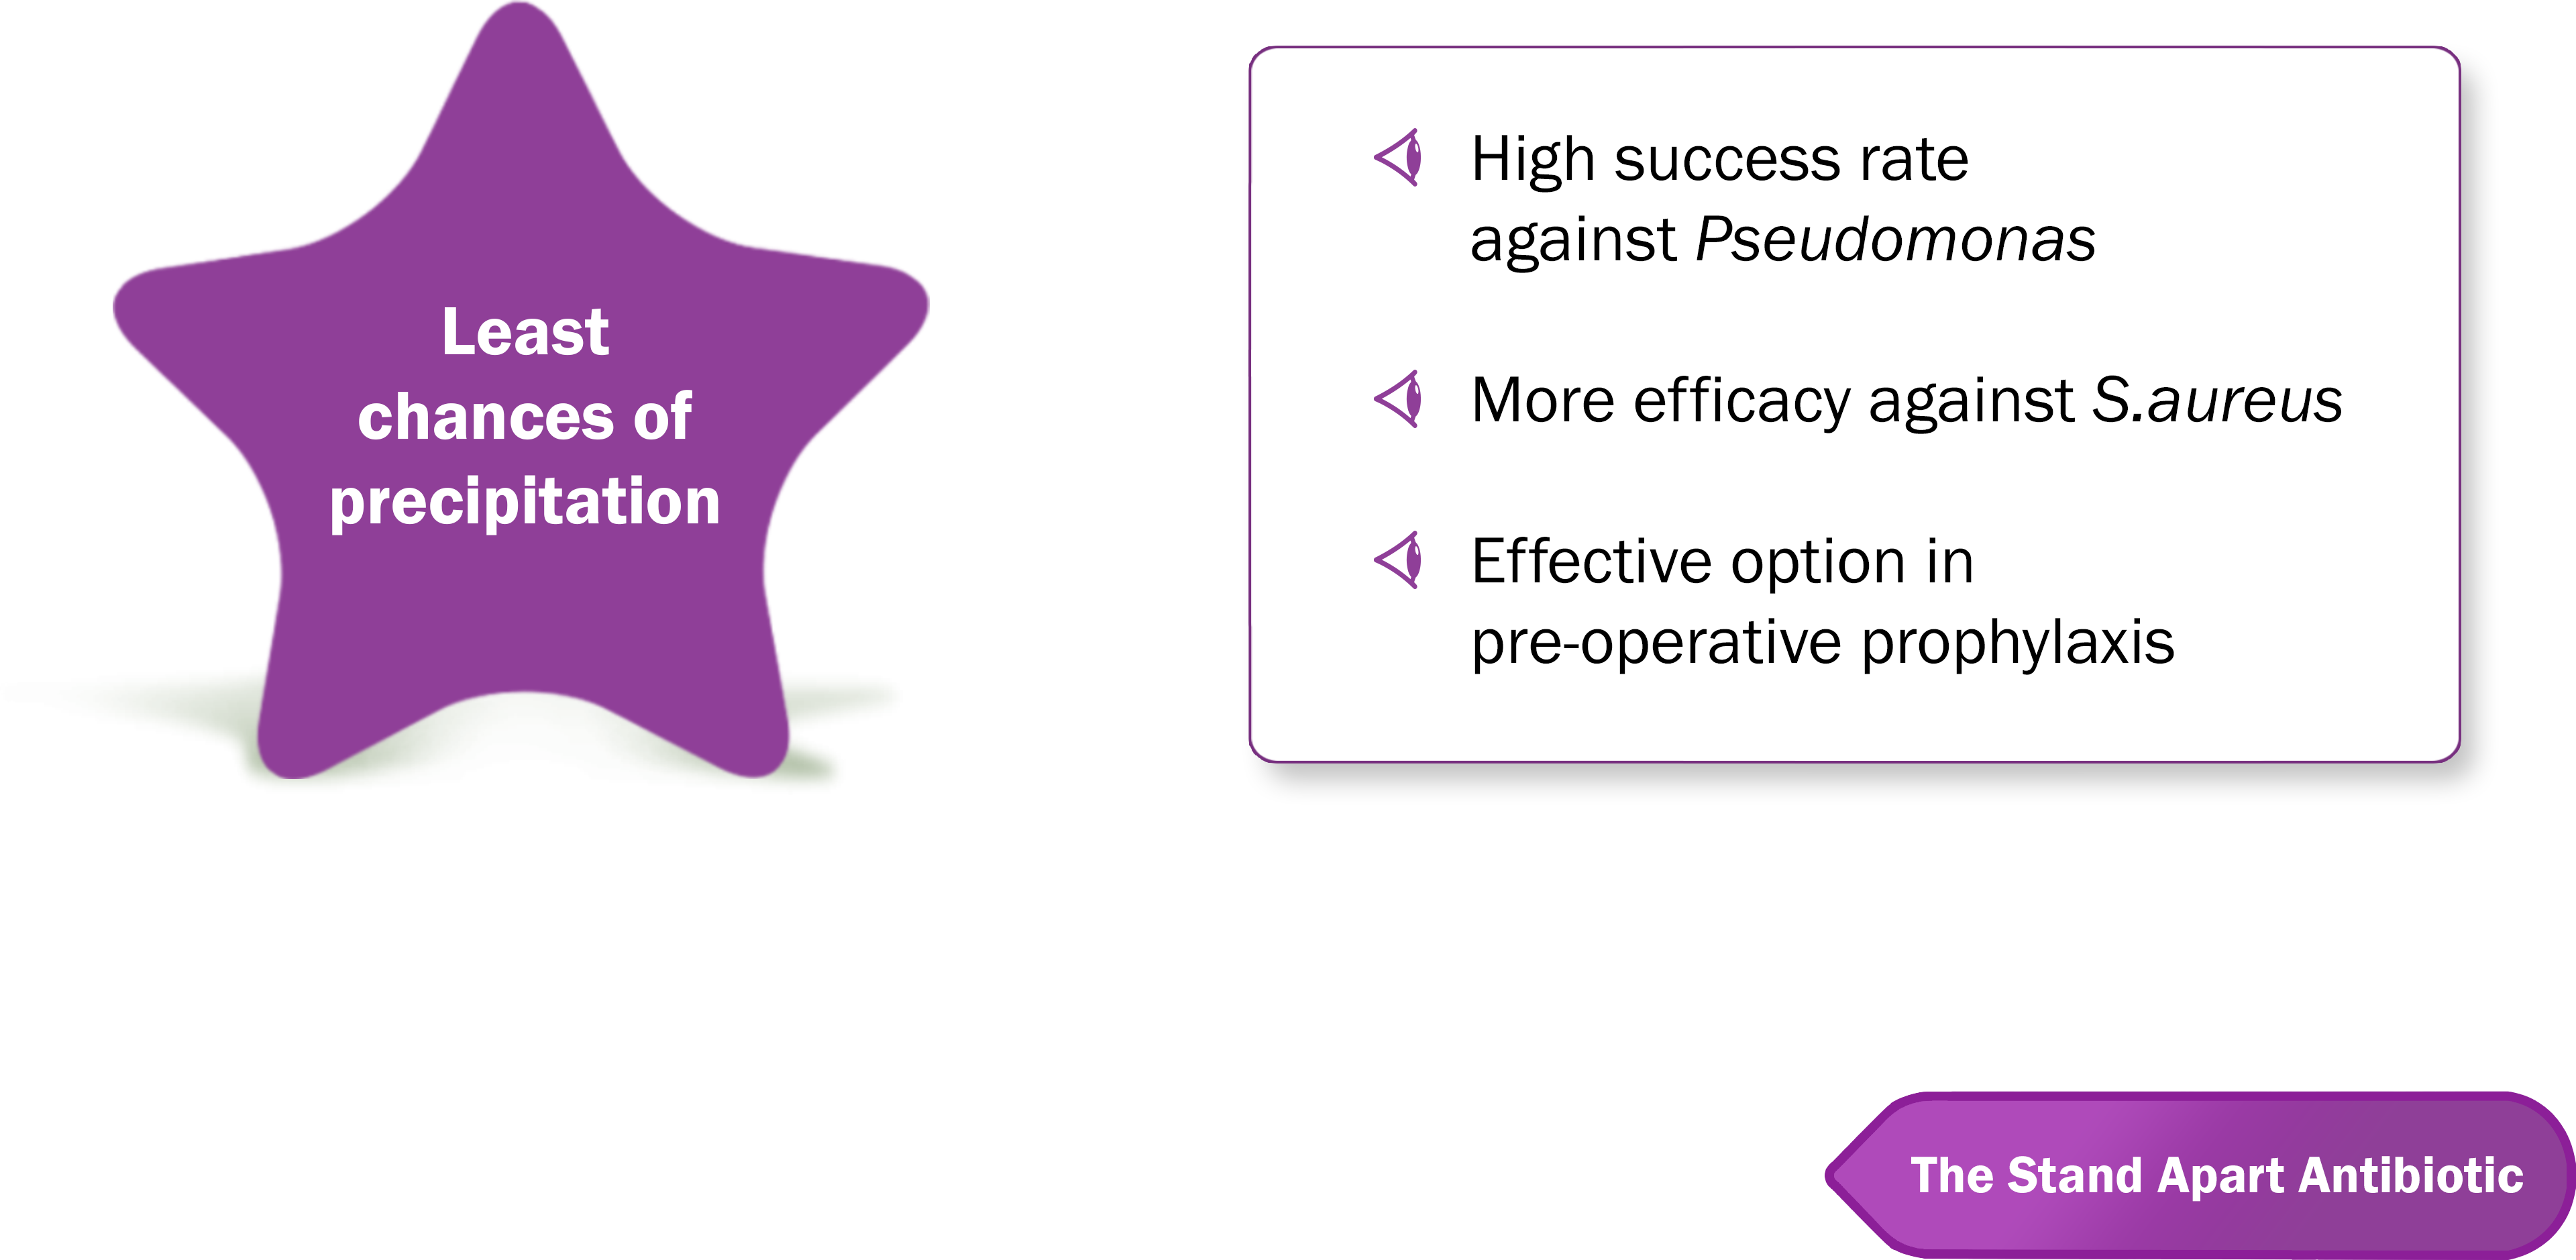 Least
chances of
precipitation
High success rate
against Pseudomonas
More efficacy against S.aureus
Effective option in
pre-operative prophylaxis
The Stand Apart Antibiotic